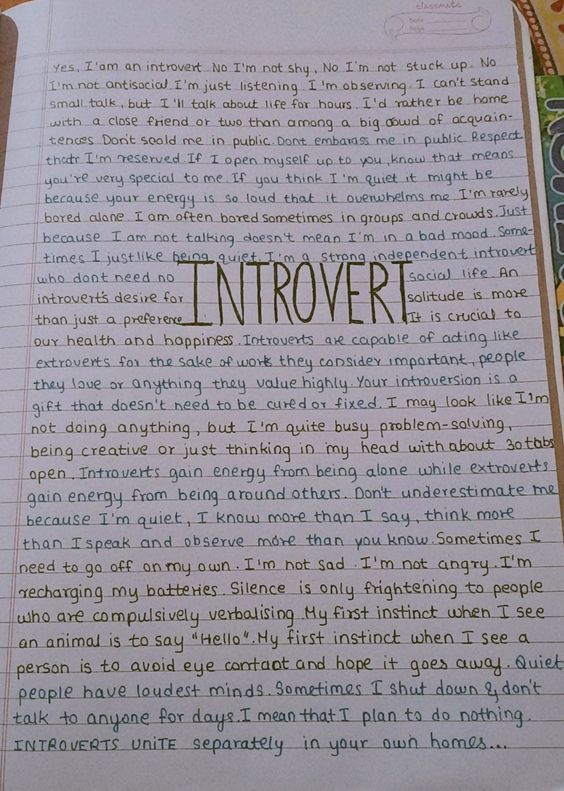 classmate
Date
Page
Yes, I'am an introvert. No I'm not shy, No I'm not stuck up. No
I'm not antisocial I'm just listening. I'm observing. I can't stand
small talk, but I'll talk about life for hours. I'd rather be home
with a close friend or two than among a big crowd of acquain-
tences Don't scold me in public. Dont embarass me in public Respect
that I'm reserved. If I open myself up to you, know that means
you're very special to me. If you think I'm quiet it might be
because your energy is so loud that it overwhelms me. I'm rarely
bored alone. I am often bored sometimes in groups and crowds. Just
because I am not talking doesn't mean I'm in a bad mood. Some-
times I just like being quiet. I'm a strong independent introvert
who dont need no social life. An
introvert's desire for INTROVERT solitude is more
than just a preference It is crucial to
our health and happiness. Introverts are capable of acting like
extroverts for the sake of work they consider important, people
they love or anything they value highly. Your introversion is a
gift that doesn't need to be cured or fixed. I may look like I'm
not doing anything, but I'm quite busy problem-solving,
being creative or just thinking in my head with about 30 tabs
open. Introverts gain energy from being alone while extroverts
gain energy from being around others. Don't underestimate me
because I'm quiet, I know more than I say, think more
than I speak and observe more than you know. Sometimes I
need to go off on my own. I'm not sad. I'm not angry. I'm
recharging my batteries. Silence is only frightening to people
who are compulsively verbalising. My first instinct when I see
an animal is to say "Hello". My first instinct when I see a
person is to avoid eye contact and hope it goes away. Quiet
people have loudest minds. Sometimes I shut down & don't
talk to anyone for days. I mean that I plan to do nothing.
INTROVERTS UNITE separately in your own homes...